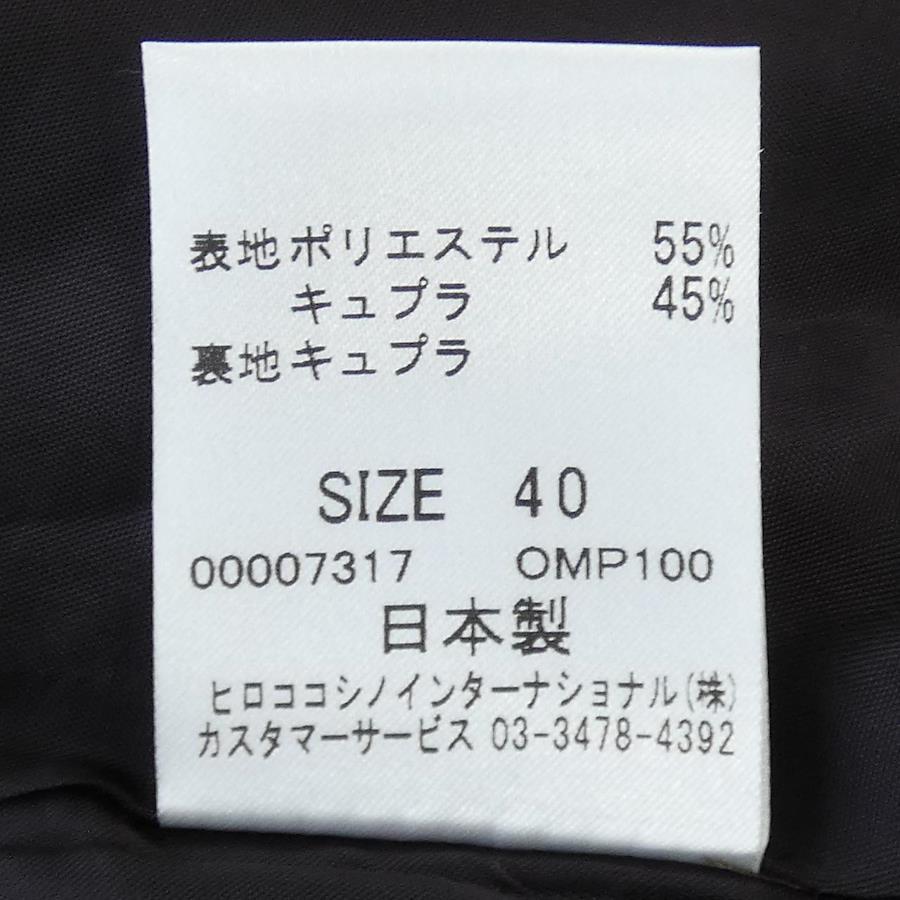 表地ポリエステル 55%
キュプラ 45%
裏地キュプラ
SIZE 40
00007317 OMP100
日本製
ヒロココシノインターナショナル(株)
カスタマーサービス 03-3478-4392